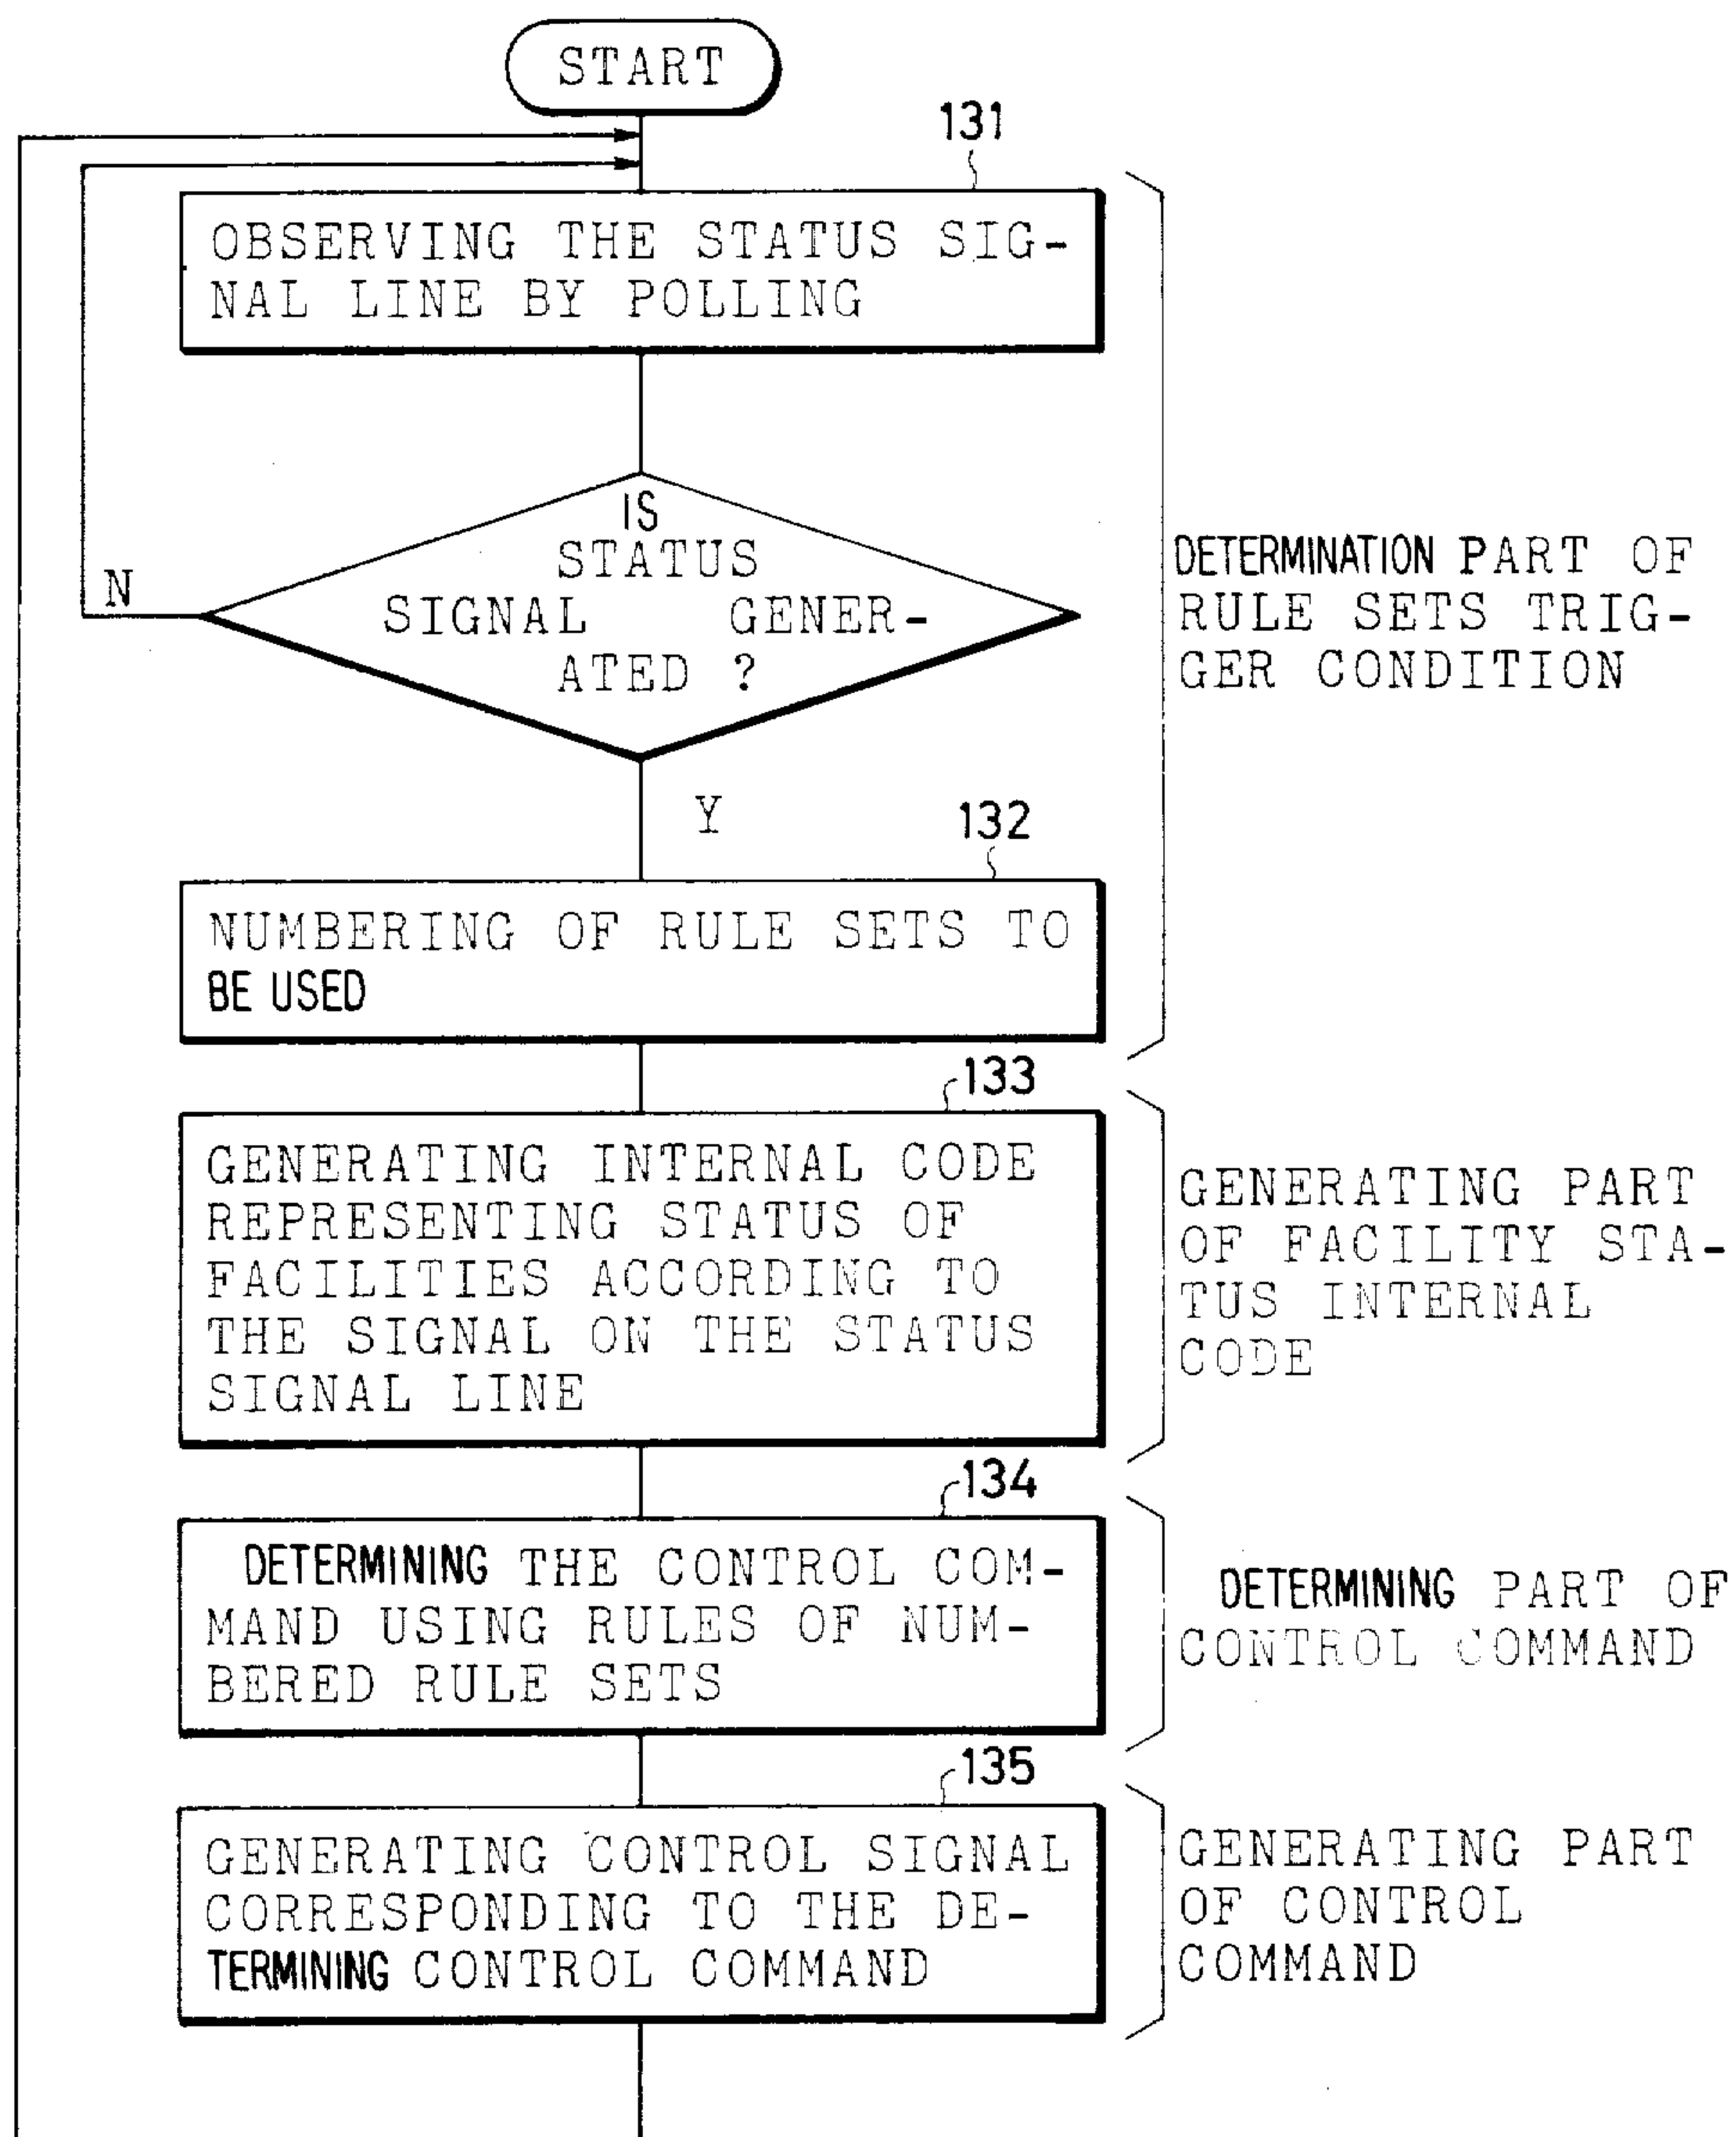 START
131
OBSERVING THE STATUS SIG-
NAL LINE BY POLLING
IS
STATUS
SIGNAL GENER-
ATED ?
N
Y
DETERMINATION PART OF
RULE SETS TRIG-
GER CONDITION
132
NUMBERING OF RULE SETS TO
BE USED
133
GENERATING INTERNAL CODE
REPRESENTING STATUS OF
FACILITIES ACCORDING TO
THE SIGNAL ON THE STATUS
SIGNAL LINE
GENERATING PART
OF FACILITY STA-
TUS INTERNAL
CODE
134
DETERMINING THE CONTROL COM-
MAND USING RULES OF NUM-
BERED RULE SETS
DETERMINING PART OF
CONTROL COMMAND
135
GENERATING CONTROL SIGNAL
CORRESPONDING TO THE DE-
TERMINING CONTROL COMMAND
GENERATING PART
OF CONTROL
COMMAND